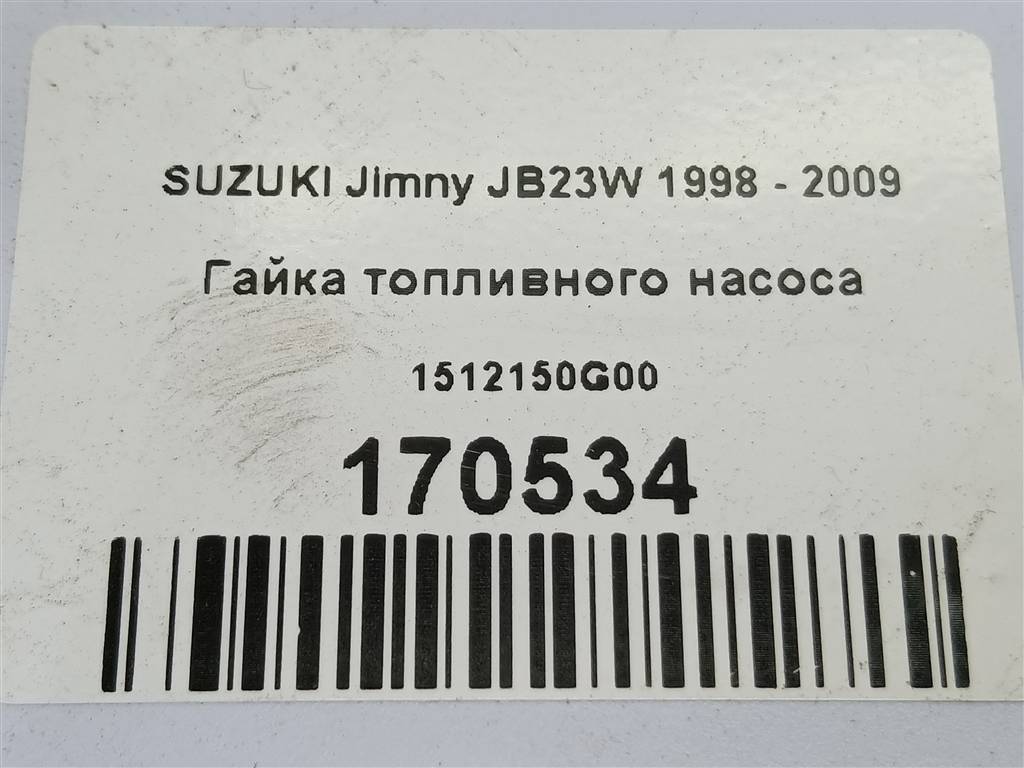 SUZUKI Jimny JB23W 1998 - 2009
Гайка топливного насоса
1512150G00
170534